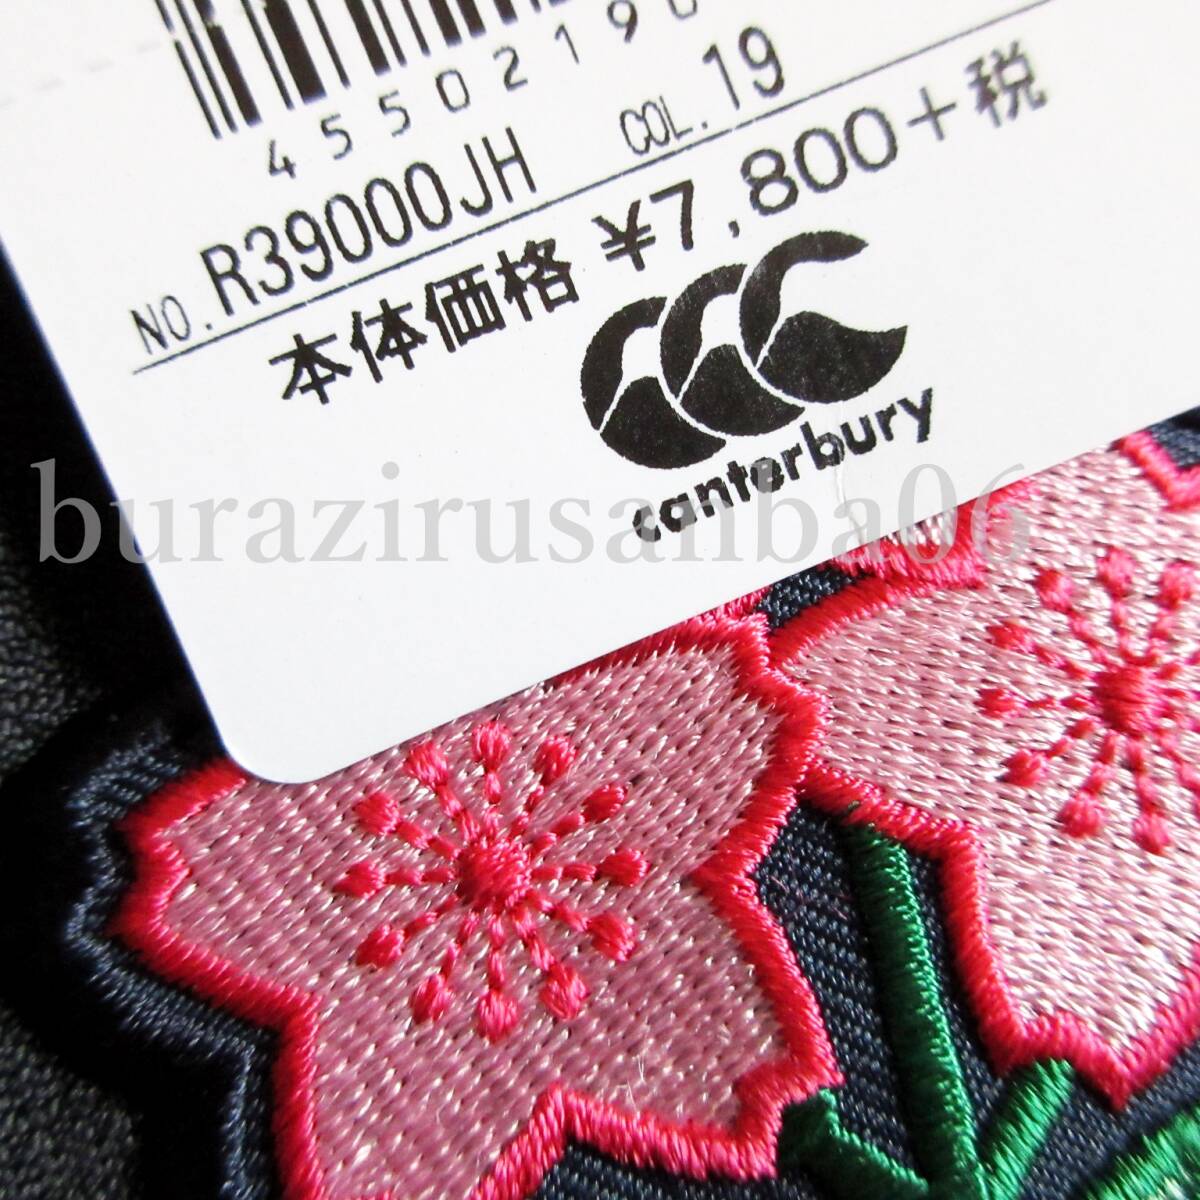 4550219
NO. R39000JH COL. 19
本体価格 ¥7,800+税
canterbury
burazirusanba06